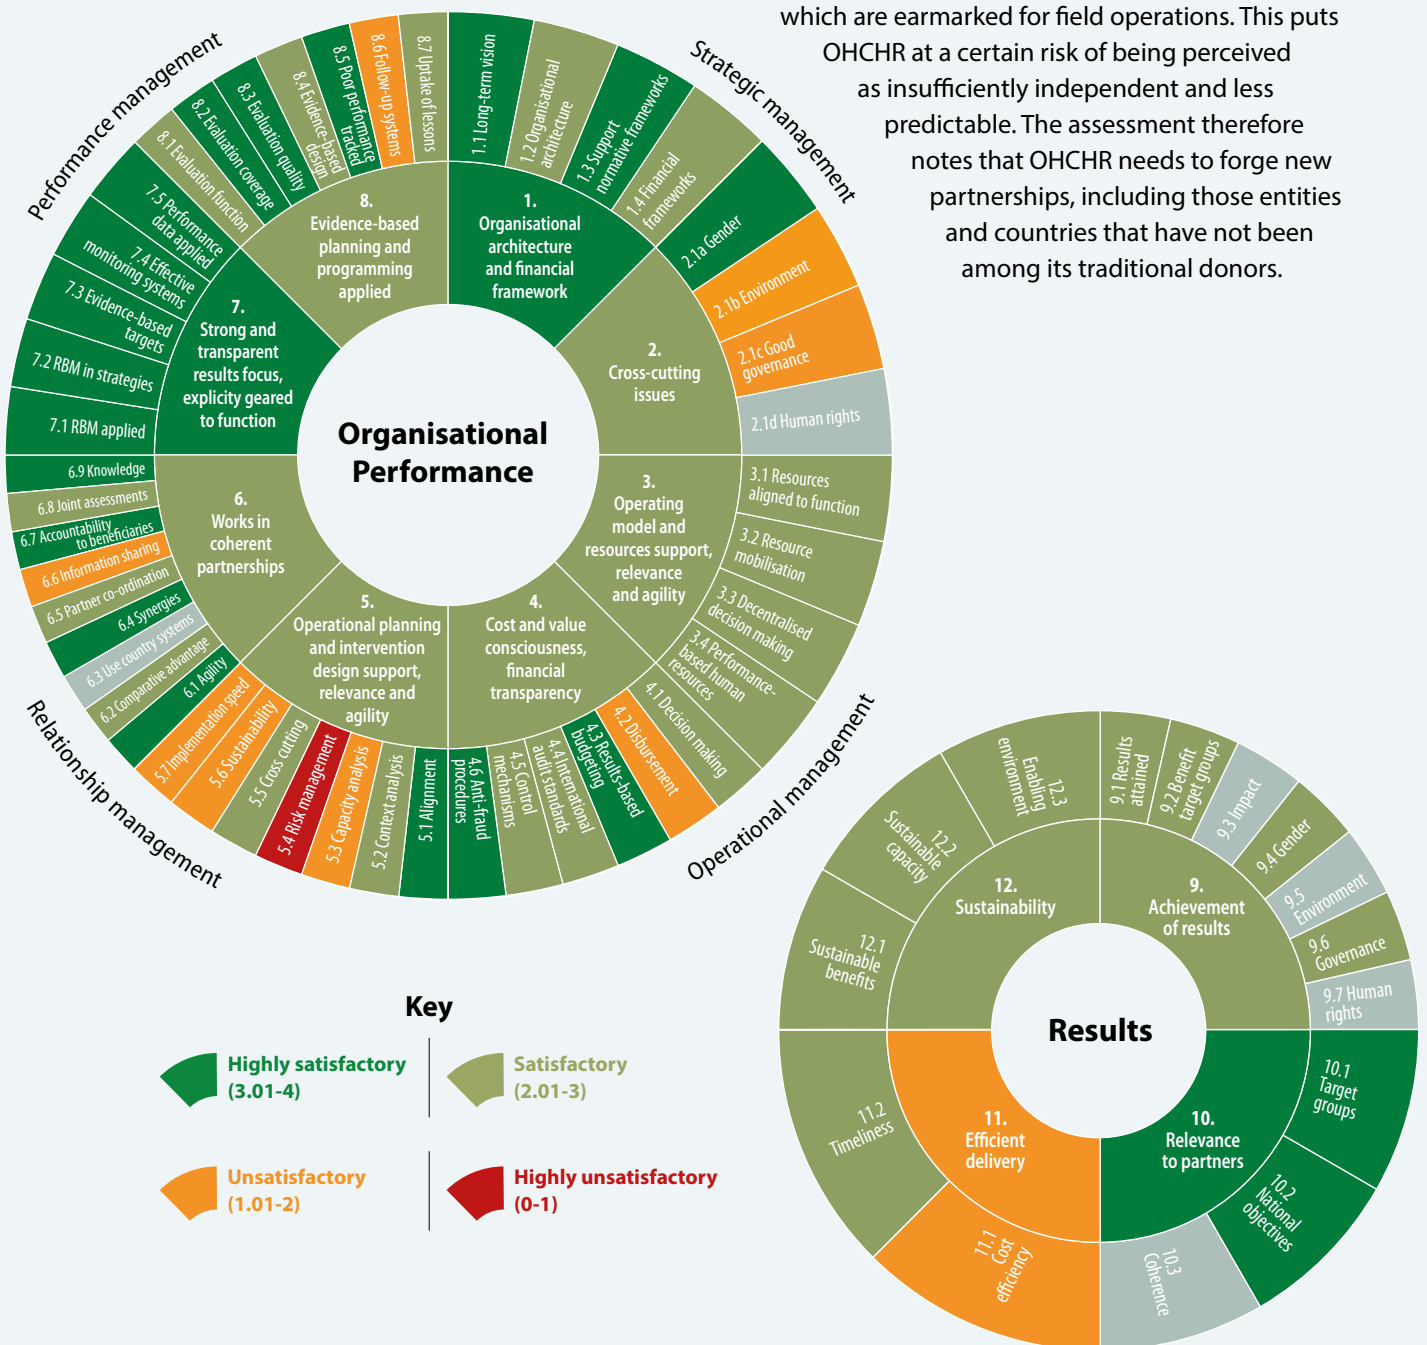 which are earmarked for field operations. This puts
OHCHR at a certain risk of being perceived
as insufficiently independent and less
predictable. The assessment therefore
notes that OHCHR needs to forge new
partnerships, including those entities
and countries that have not been
among its traditional donors.
Performance management
Strategic management
Relationship management
Operational management
Organisational
Performance
1.
Organisational
architecture
and financial
framework
1.1 Long-term vision
1.2 Organisational
architecture
1.3 Support
normative frameworks
1.4 Financial
frameworks
2.
Cross-cutting
issues
2.1a Gender
2.1b Environment
2.1c Good
governance
2.1d Human rights
3.
Operating
model and
resources support,
relevance
and agility
3.1 Resources
aligned to function
3.2 Resource
mobilisation
3.3 Decentralised
decision making
3.4 Performance-
based human
resources
4.
Cost and value
consciousness,
financial
transparency
4.1 Decision making
4.2 Disbursement
4.3 Results-based
budgeting
4.4 International
audit standards
4.5 Control
mechanisms
4.6 Anti-fraud
procedures
5.
Operational planning
and intervention
design support,
relevance and
agility
5.1 Alignment
5.2 Context analysis
5.3 Capacity analysis
5.4 Risk management
5.5 Cross cutting
5.6 Sustainability
5.7 Implementation speed
6.
Works in
coherent
partnerships
6.1 Agility
6.2 Comparative advantage
6.3 Use country systems
6.4 Synergies
6.5 Partner co-ordination
6.6 Information sharing
6.7 Accountability
to beneficiaries
6.8 Joint assessments
6.9 Knowledge
7.
Strong and
transparent
results focus,
explicity geared
to function
7.1 RBM applied
7.2 RBM in strategies
7.3 Evidence-based
targets
7.4 Effective
monitoring systems
7.5 Performance
data applied
8.
Evidence-based
planning and
programming
applied
8.1 Evaluation function
8.2 Evaluation coverage
8.3 Evaluation quality
8.4 Evidence-based
design
8.5 Poor performance
tracked
8.6 Follow-up systems
8.7 Uptake of lessons
Key
Highly satisfactory
(3.01-4)
Satisfactory
(2.01-3)
Unsatisfactory
(1.01-2)
Highly unsatisfactory
(0-1)
Results
9.
Achievement
of results
9.1 Results
attained
9.2 Benefit
target groups
9.3 Impact
9.4 Gender
9.5
Environment
9.6
Governance
9.7 Human
rights
10.
Relevance
to partners
10.1
Target
groups
10.2
National
objectives
10.3
Coherence
11.
Efficient
delivery
11.1
Cost
efficiency
11.2
Timeliness
12.
Sustainability
12.1
Sustainable
benefits
12.2
Sustainable
capacity
12.3
Enabling
environment